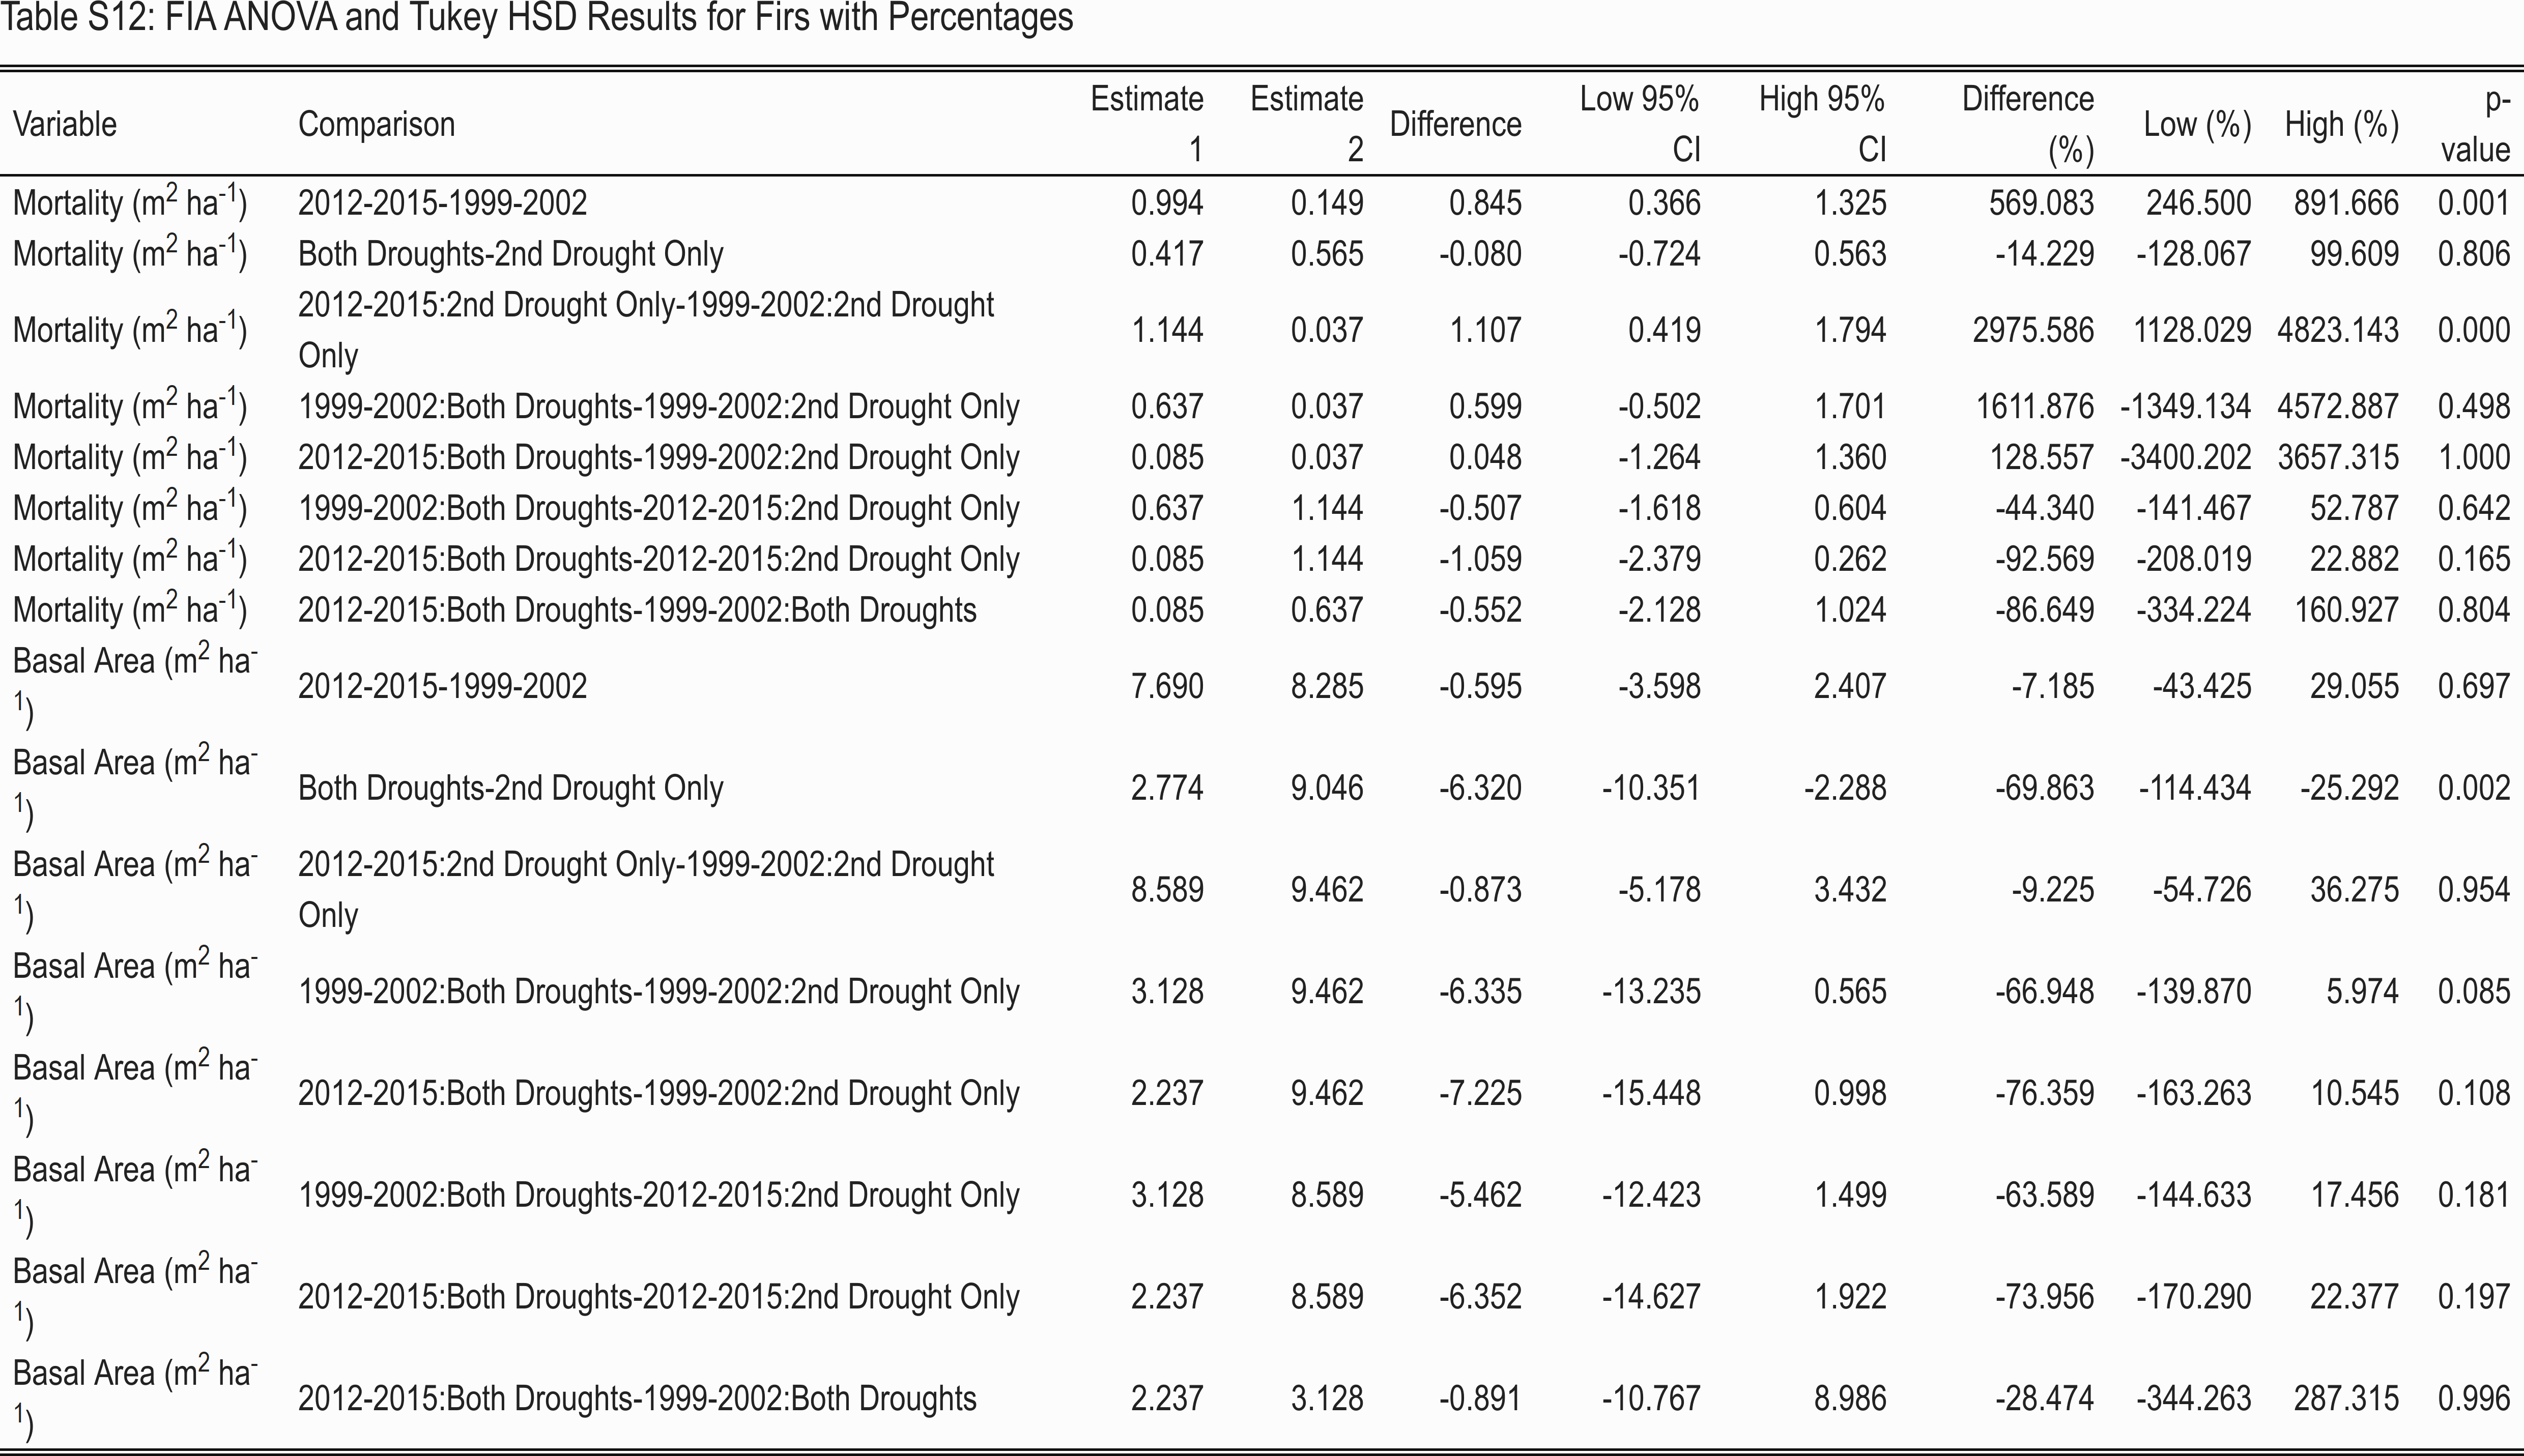 Table S12: FIA ANOVA and Tukey HSD Results for Firs with Percentages
Variable Comparison Estimate 1 Estimate 2 Difference Low 95% CI High 95% CI Difference (%) Low (%) High (%) p-value
Mortality (m2 ha-1) 2012-2015-1999-2002 0.994 0.149 0.845 0.366 1.325 569.083 246.500 891.666 0.001
Mortality (m2 ha-1) Both Droughts-2nd Drought Only 0.417 0.565 -0.080 -0.724 0.563 -14.229 -128.067 99.609 0.806
Mortality (m2 ha-1) 2012-2015:2nd Drought Only-1999-2002:2nd Drought Only 1.144 0.037 1.107 0.419 1.794 2975.586 1128.029 4823.143 0.000
Mortality (m2 ha-1) 1999-2002:Both Droughts-1999-2002:2nd Drought Only 0.637 0.037 0.599 -0.502 1.701 1611.876 -1349.134 4572.887 0.498
Mortality (m2 ha-1) 2012-2015:Both Droughts-1999-2002:2nd Drought Only 0.085 0.037 0.048 -1.264 1.360 128.557 -3400.202 3657.315 1.000
Mortality (m2 ha-1) 1999-2002:Both Droughts-2012-2015:2nd Drought Only 0.637 1.144 -0.507 -1.618 0.604 -44.340 -141.467 52.787 0.642
Mortality (m2 ha-1) 2012-2015:Both Droughts-2012-2015:2nd Drought Only 0.085 1.144 -1.059 -2.379 0.262 -92.569 -208.019 22.882 0.165
Mortality (m2 ha-1) 2012-2015:Both Droughts-1999-2002:Both Droughts 0.085 0.637 -0.552 -2.128 1.024 -86.649 -334.224 160.927 0.804
Basal Area (m2 ha-1) 2012-2015-1999-2002 7.690 8.285 -0.595 -3.598 2.407 -7.185 -43.425 29.055 0.697
Basal Area (m2 ha-1) Both Droughts-2nd Drought Only 2.774 9.046 -6.320 -10.351 -2.288 -69.863 -114.434 -25.292 0.002
Basal Area (m2 ha-1) 2012-2015:2nd Drought Only-1999-2002:2nd Drought Only 8.589 9.462 -0.873 -5.178 3.432 -9.225 -54.726 36.275 0.954
Basal Area (m2 ha-1) 1999-2002:Both Droughts-1999-2002:2nd Drought Only 3.128 9.462 -6.335 -13.235 0.565 -66.948 -139.870 5.974 0.085
Basal Area (m2 ha-1) 2012-2015:Both Droughts-1999-2002:2nd Drought Only 2.237 9.462 -7.225 -15.448 0.998 -76.359 -163.263 10.545 0.108
Basal Area (m2 ha-1) 1999-2002:Both Droughts-2012-2015:2nd Drought Only 3.128 8.589 -5.462 -12.423 1.499 -63.589 -144.633 17.456 0.181
Basal Area (m2 ha-1) 2012-2015:Both Droughts-2012-2015:2nd Drought Only 2.237 8.589 -6.352 -14.627 1.922 -73.956 -170.290 22.377 0.197
Basal Area (m2 ha-1) 2012-2015:Both Droughts-1999-2002:Both Droughts 2.237 3.128 -0.891 -10.767 8.986 -28.474 -344.263 287.315 0.996